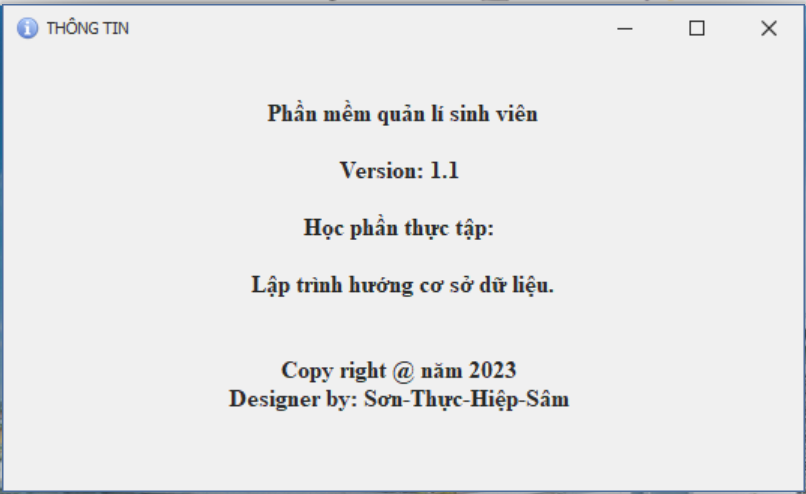 THÔNG TIN
Phần mềm quản lí sinh viên
Version: 1.1
Học phần thực tập:
Lập trình hướng cơ sở dữ liệu.
Copy right @ năm 2023
Designer by: Sơn-Thực-Hiệp-Sâm